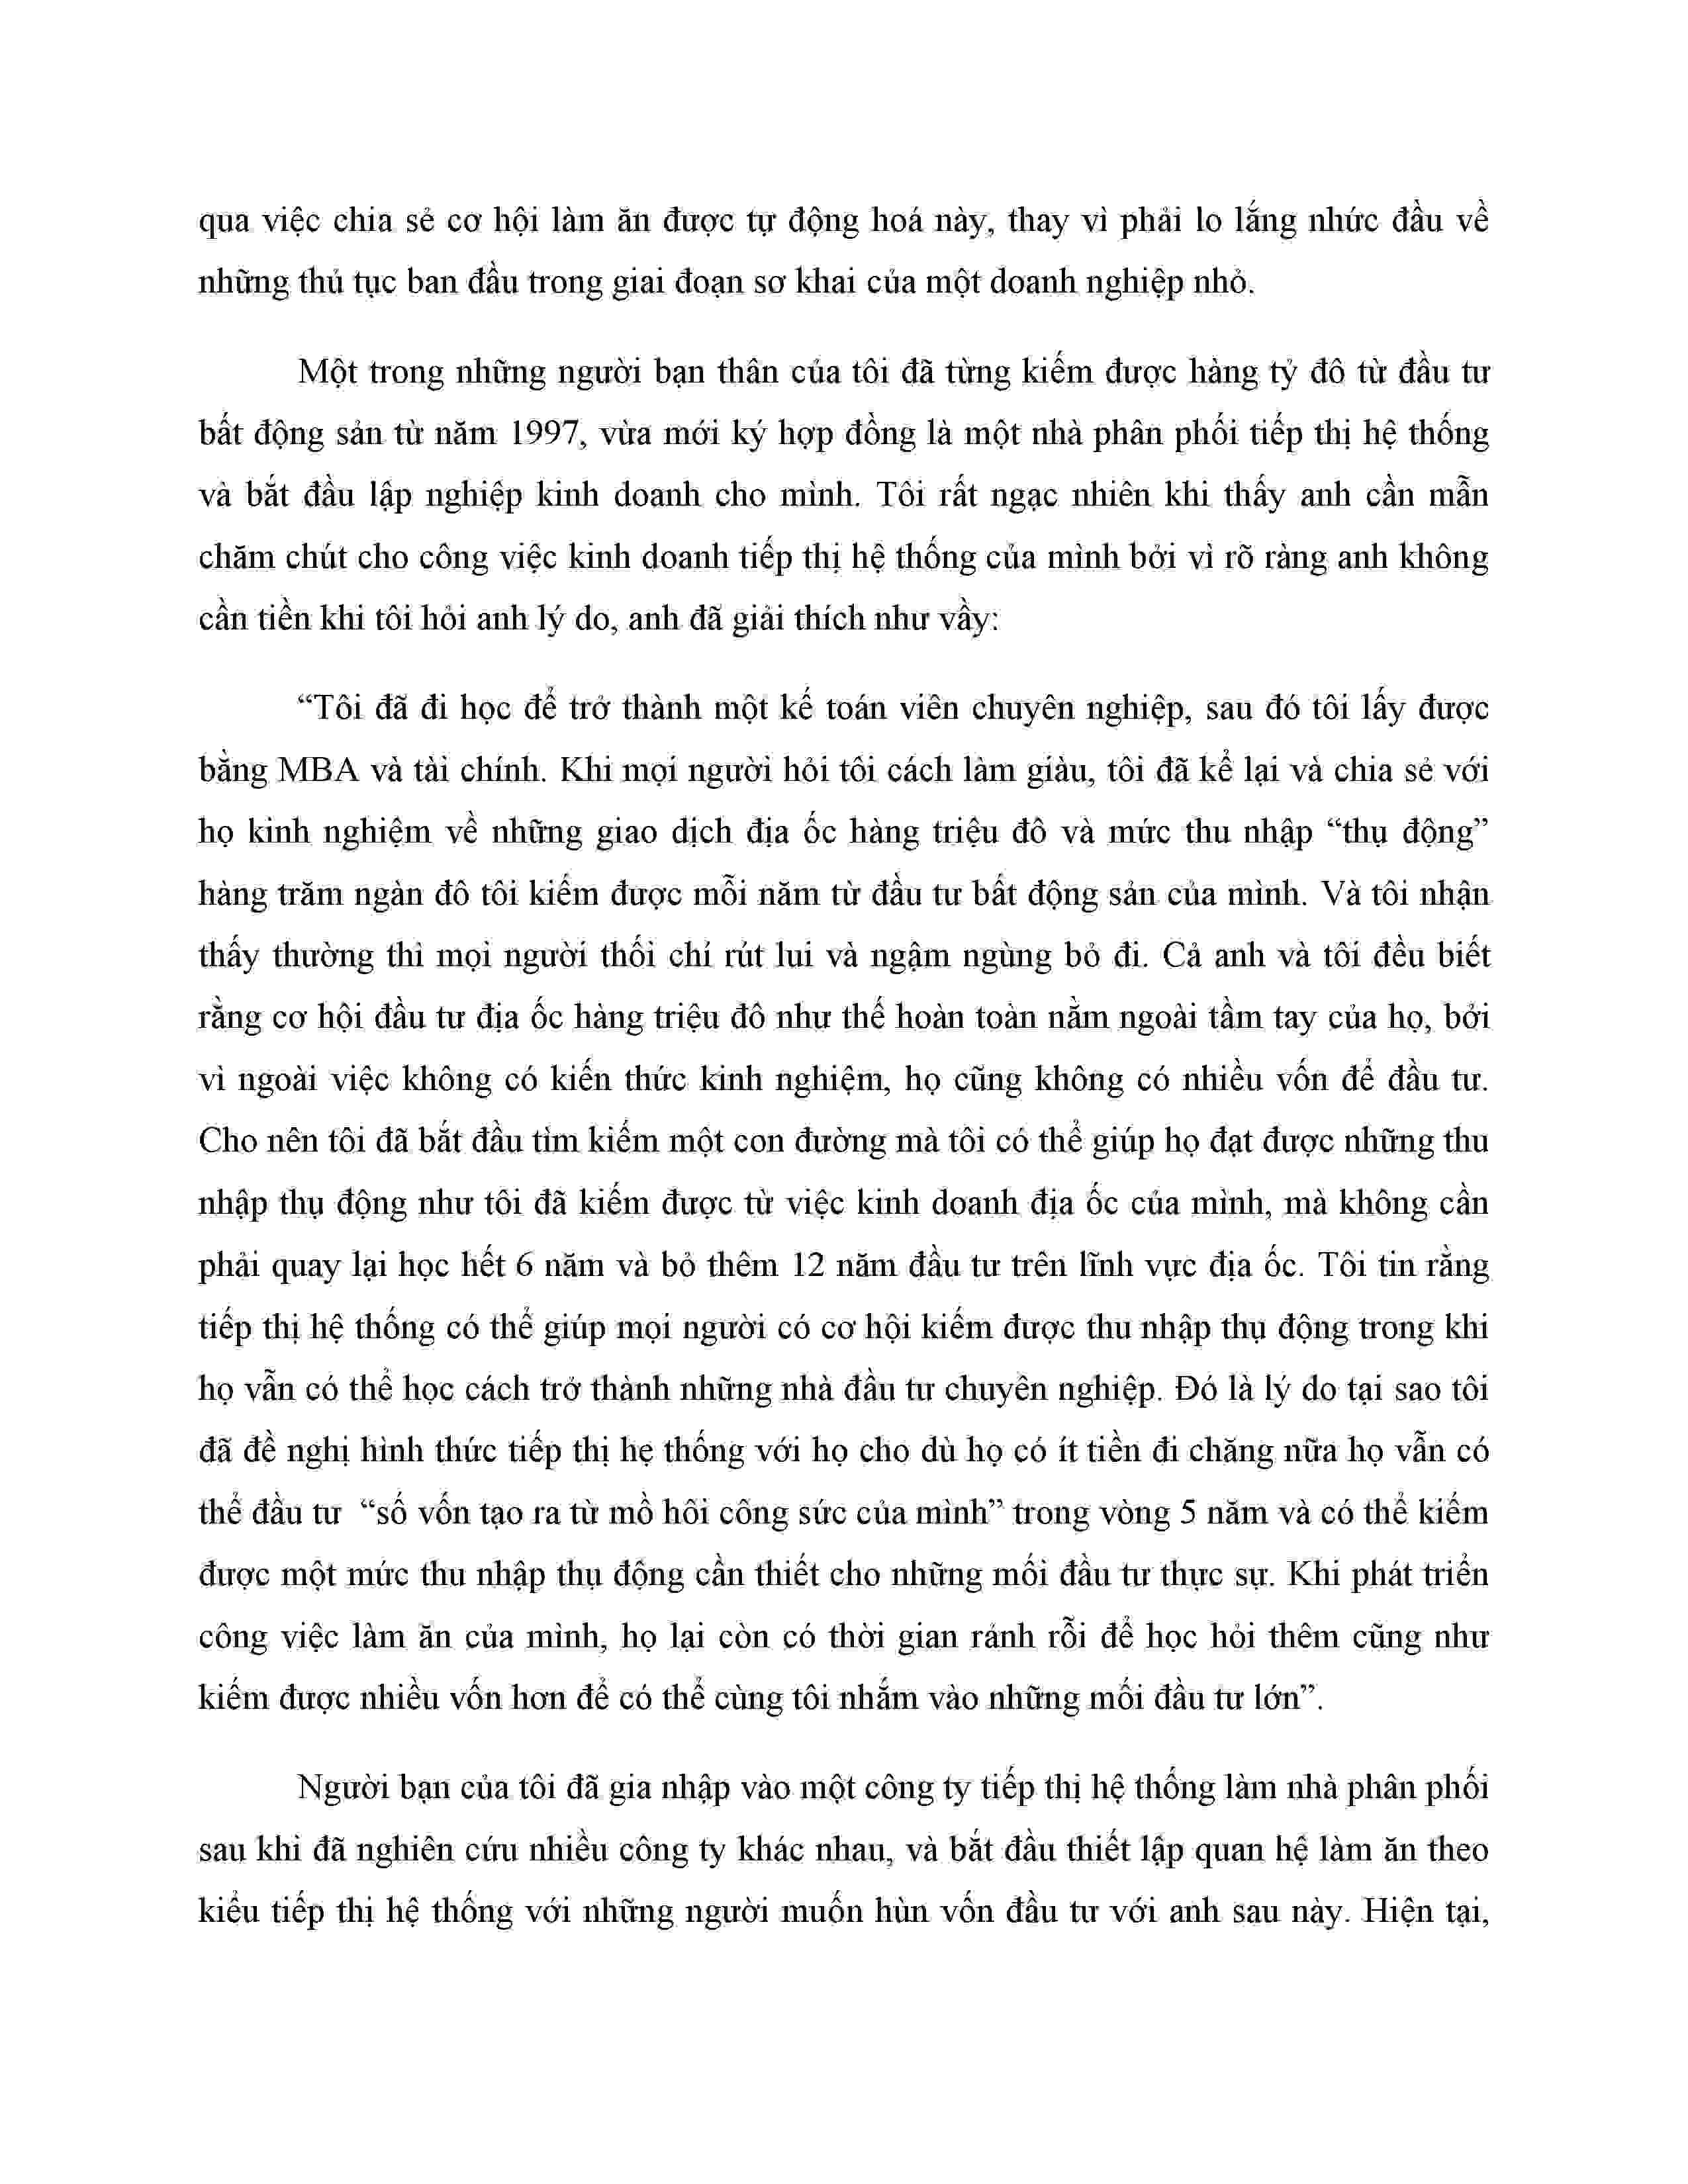 qua việc chia sẻ cơ hội làm ăn được tự động hoá này, thay vì phải lo lắng nhức đầu về
những thủ tục ban đầu trong giai đoạn sơ khai của một doanh nghiệp nhỏ.
Một trong những người bạn thân của tôi đã từng kiếm được hàng tỷ đô từ đầu tư
bất động sản từ năm 1997, vừa mới ký hợp đồng là một nhà phân phối tiếp thị hệ thống
và bắt đầu lập nghiệp kinh doanh cho mình. Tôi rất ngạc nhiên khi thấy anh cần mẫn
chăm chút cho công việc kinh doanh tiếp thị hệ thống của mình bởi vì rõ ràng anh không
cần tiền khi tôi hỏi anh lý do, anh đã giải thích như vầy:
“Tôi đã đi học để trở thành một kế toán viên chuyên nghiệp, sau đó tôi lấy được
bằng MBA và tài chính. Khi mọi người hỏi tôi cách làm giàu, tôi đã kể lại và chia sẻ với
họ kinh nghiệm về những giao dịch địa ốc hàng triệu đô và mức thu nhập “thụ động”
hàng trăm ngàn đô tôi kiếm được mỗi năm từ đầu tư bất động sản của mình. Và tôi nhận
thấy thường thì mọi người thối chí rút lui và ngậm ngùng bỏ đi. Cả anh và tôi đều biết
rằng cơ hội đầu tư địa ốc hàng triệu đô như thế hoàn toàn nằm ngoài tầm tay của họ, bởi
vì ngoài việc không có kiến thức kinh nghiệm, họ cũng không có nhiều vốn để đầu tư.
Cho nên tôi đã bắt đầu tìm kiếm một con đường mà tôi có thể giúp họ đạt được những thu
nhập thụ động như tôi đã kiếm được từ việc kinh doanh địa ốc của mình, mà không cần
phải quay lại học hết 6 năm và bỏ thêm 12 năm đầu tư trên lĩnh vực địa ốc. Tôi tin rằng
tiếp thị hệ thống có thể giúp mọi người có cơ hội kiếm được thu nhập thụ động trong khi
họ vẫn có thể học cách trở thành những nhà đầu tư chuyên nghiệp. Đó là lý do tại sao tôi
đã đề nghị hình thức tiếp thị hẹ thống với họ cho dù họ có ít tiền đi chăng nữa họ vẫn có
thể đầu tư “số vốn tạo ra từ mồ hôi công sức của mình” trong vòng 5 năm và có thể kiếm
được một mức thu nhập thụ động cần thiết cho những mối đầu tư thực sự. Khi phát triển
công việc làm ăn của mình, họ lại còn có thời gian rảnh rỗi để học hỏi thêm cũng như
kiếm được nhiều vốn hơn để có thể cùng tôi nhắm vào những mối đầu tư lớn”.
Người bạn của tôi đã gia nhập vào một công ty tiếp thị hệ thống làm nhà phân phối
sau khi đã nghiên cứu nhiều công ty khác nhau, và bắt đầu thiết lập quan hệ làm ăn theo
kiểu tiếp thị hệ thống với những người muốn hùn vốn đầu tư với anh sau này. Hiện tại,